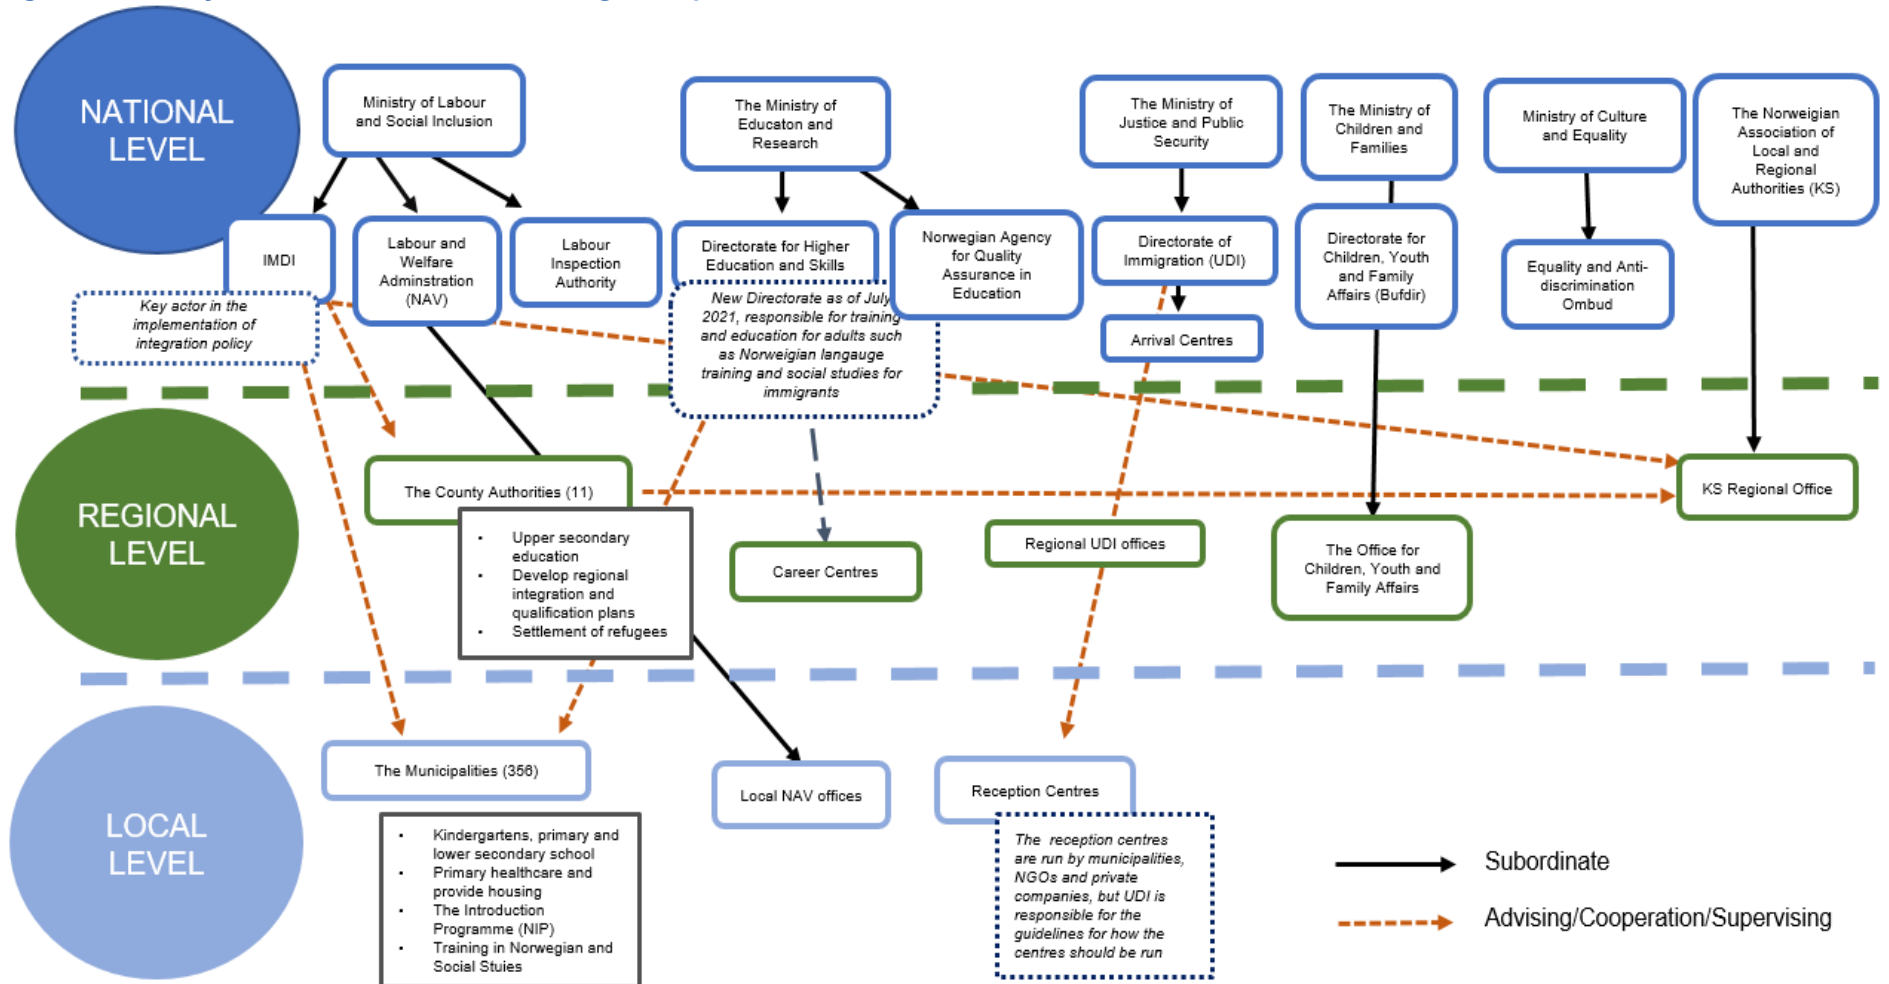 NATIONAL
LEVEL
Ministry of Labour
and Social Inclusion
The Ministry of
Educaton and
Research
The Ministry of
Justice and Public
Security
The Ministry of
Children and
Families
Ministry of Culture
and Equality
The Norwegian
Association of
Local and
Regional
Authorities (KS)
IMDI
Labour and
Welfare
Adminstration
(NAV)
Labour
Inspection
Authority
Directorate for Higher
Education and Skills
Norwegian Agency
for Quality
Assurance in
Education
Directorate of
Immigration (UDI)
Directorate for
Children, Youth
and Family
Affairs (Bufdir)
Equality and Anti-
discrimination
Ombud
Key actor in the
implementation of
integration policy
New Directorate as of July
2021, responsible for training
and education for adults such
as Norwegian langauge
training and social studies for
immigrants
Arrival Centres
REGIONAL
LEVEL
The County Authorities (11)
▪ Upper secondary
education
▪ Develop regional
integration and
qualification plans
▪ Settlement of refugees
Career Centres
Regional UDI offices
The Office for
Children, Youth and
Family Affairs
KS Regional Office
LOCAL
LEVEL
The Municipalities (356)
▪ Kindergartens, primary and
lower secondary school
▪ Primary healthcare and
provide housing
▪ The Introduction
Programme (NIP)
▪ Training in Norwegian and
Social Stuies
Local NAV offices
Reception Centres
The reception centres
are run by municipalities,
NGOs and private
companies, but UDI is
responsible for the
guidelines for how the
centres should be run
Subordinate
Advising/Cooperation/Supervising